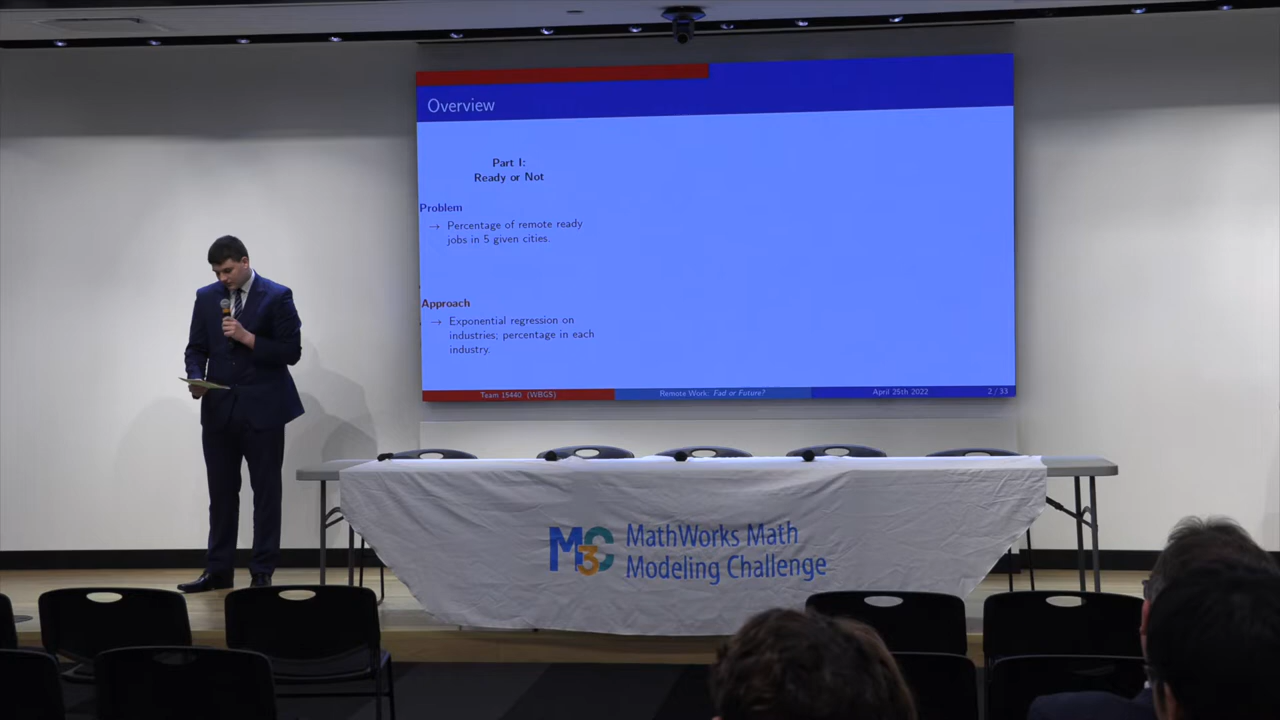 Overview
Part I:
Ready or Not
Problem
→ Percentage of remote ready
jobs in 5 given cities.
Approach
→ Exponential regression on
industries; percentage in each
industry.
Team 15440 (WBGS)
Remote Work: Fad or Future?
April 25th 2022
2 / 33
M3C MathWorks Math
Modeling Challenge